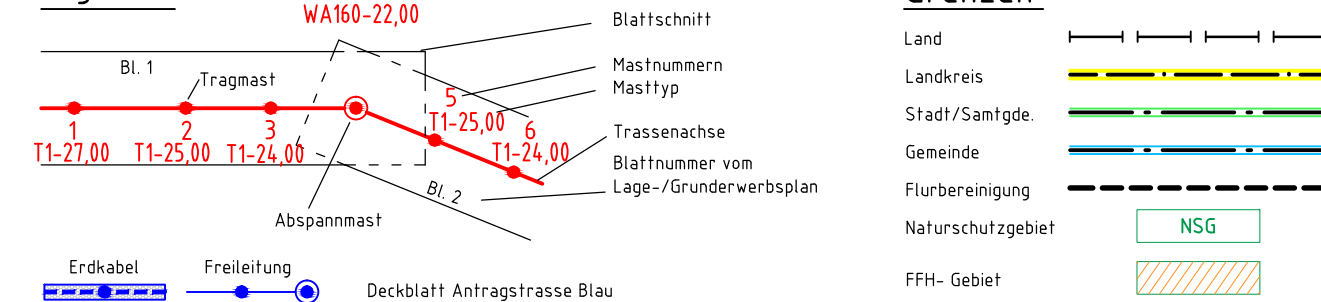 WA160-22,00
Blattschnitt
Bl. 1
Tragmast
Mastnummern
Masttyp
1
2
3
5
6
T1-27,00
T1-25,00
T1-24,00
T1-25,00
T1-24,00
Trassenachse
Blattnummer vom
Lage-/Grunderwerbsplan
Bl. 2
Abspannmast
Erdkabel
Freileitung
Deckblatt Antragstrasse Blau
Land
Landkreis
Stadt/Samtgde.
Gemeinde
Flurbereinigung
Naturschutzgebiet
NSG
FFH- Gebiet